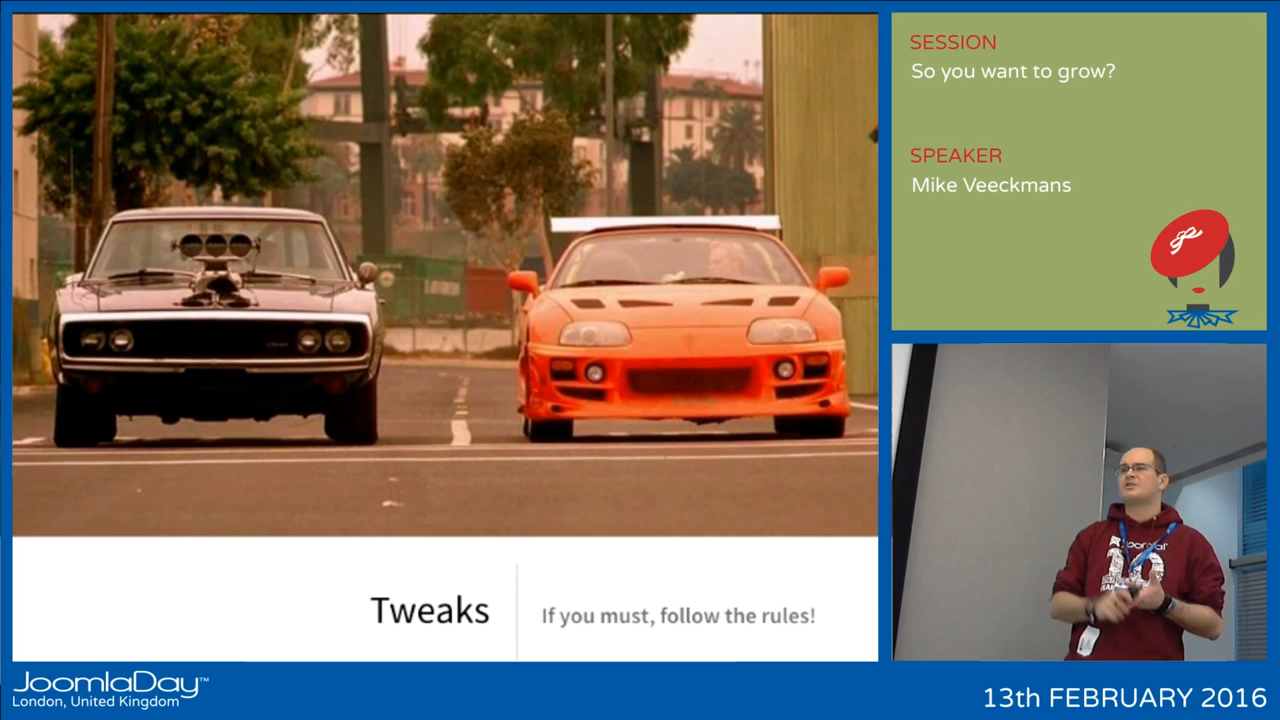 SESSION
So you want to grow?
SPEAKER
Mike Veeckmans
Tweaks
If you must, follow the rules!
10
JoomlaDay™
London, United Kingdom
13th FEBRUARY 2016